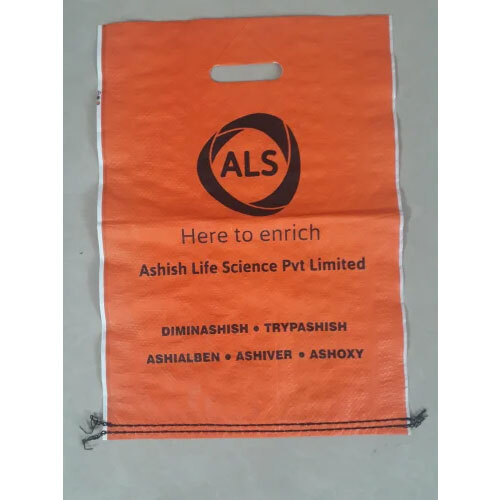 ALS
Here to enrich
Ashish Life Science Pvt Limited
DIMINASHISH • TRYPASHISH
ASHIALBEN • ASHIVER • ASHOXY